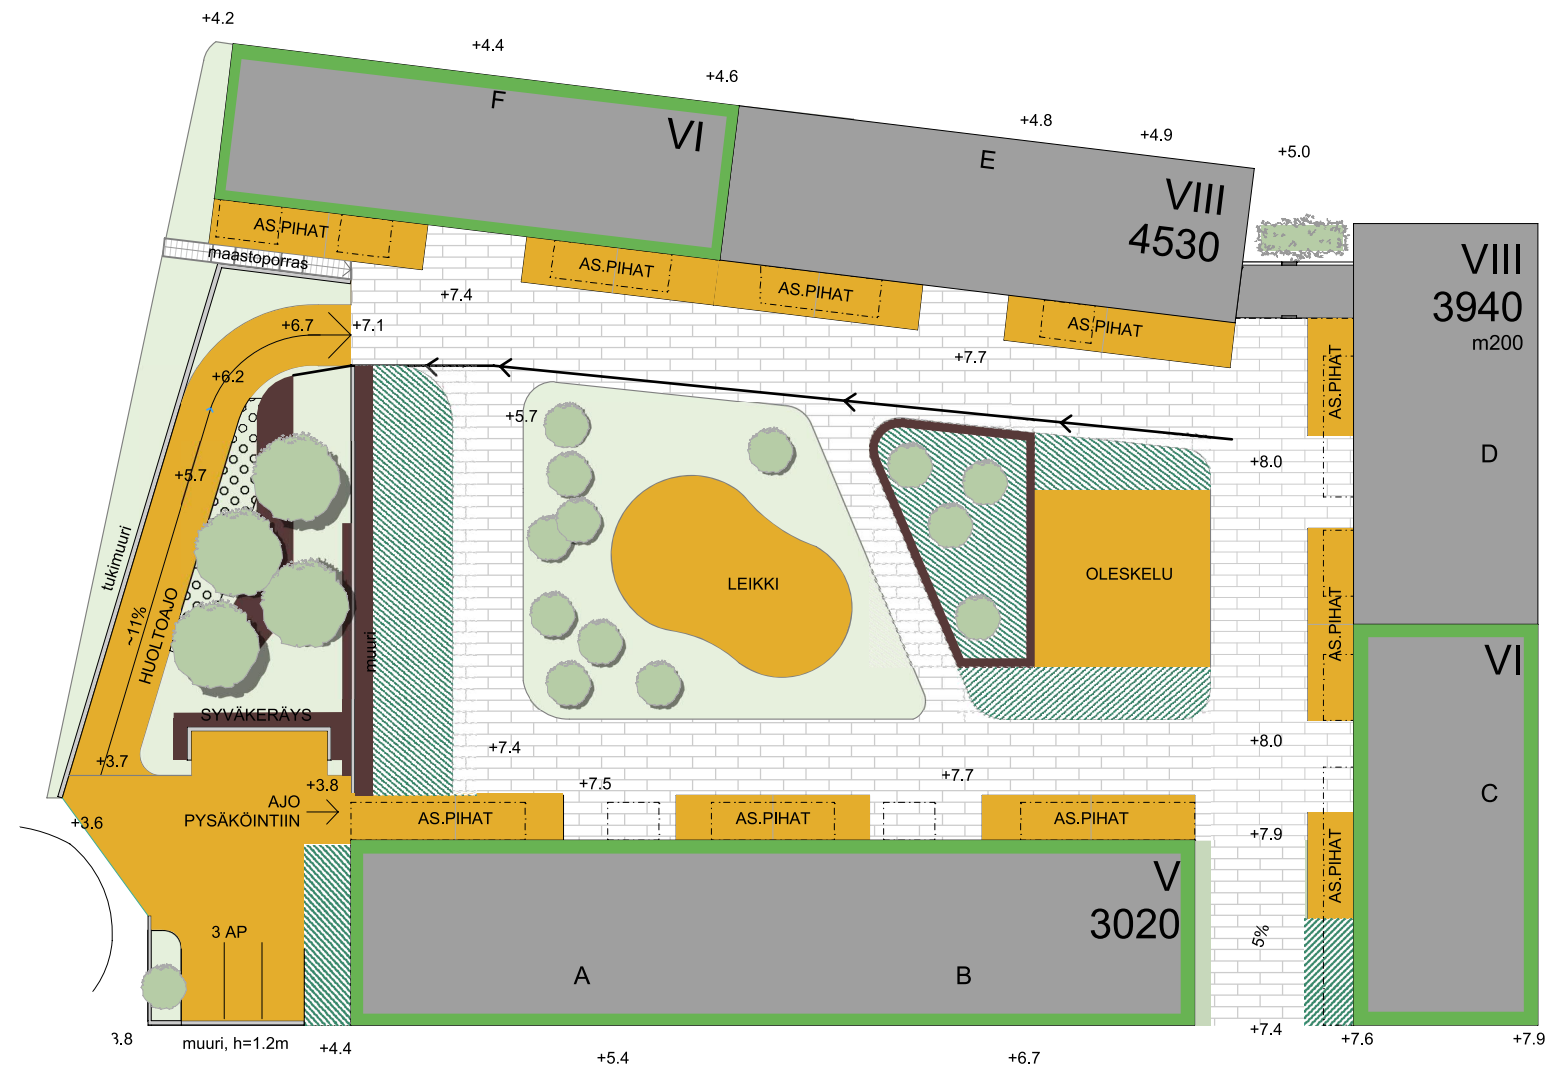 +4.2
+4.4
+4.6
+4.8
+4.9
+5.0
F
VI
E
VIII
4530
VIII
3940
m200
AS.PIHAT
maastoporras
AS.PIHAT
AS.PIHAT
AS.PIHAT
+7.4
+6.7
+7.1
+7.7
+6.2
AS.PIHAT
+5.7
+8.0
D
+5.7
tukimuuri
LEIKKI
OLESKELU
~11%
HUOLTOAJO
muuri
AS.PIHAT
VI
SYVÄKERÄYS
+3.7
+7.4
+8.0
+3.8
+7.5
+7.7
C
AJO
PYSÄKÖINTIIN
+3.6
AS.PIHAT
AS.PIHAT
AS.PIHAT
+7.9
AS.PIHAT
V
3020
3 AP
5%
A
B
3.8
muuri, h=1.2m
+4.4
+5.4
+6.7
+7.4
+7.6
+7.9